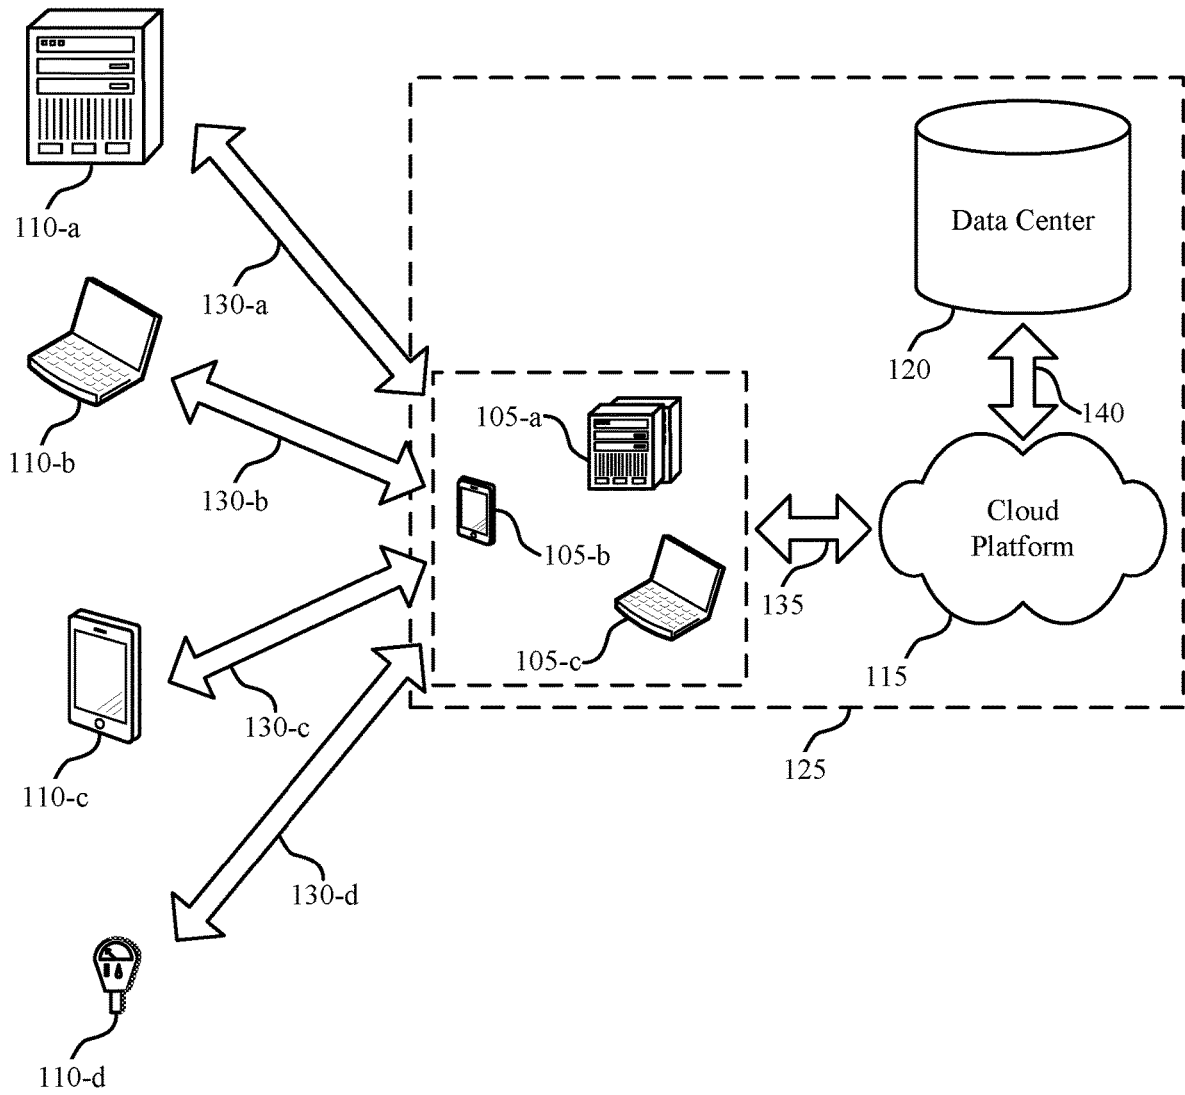 110-a
130-a
110-b
130-b
110-c
130-c
110-d
130-d
105-a
105-b
105-c
135
Data Center
120
140
Cloud
Platform
115
125